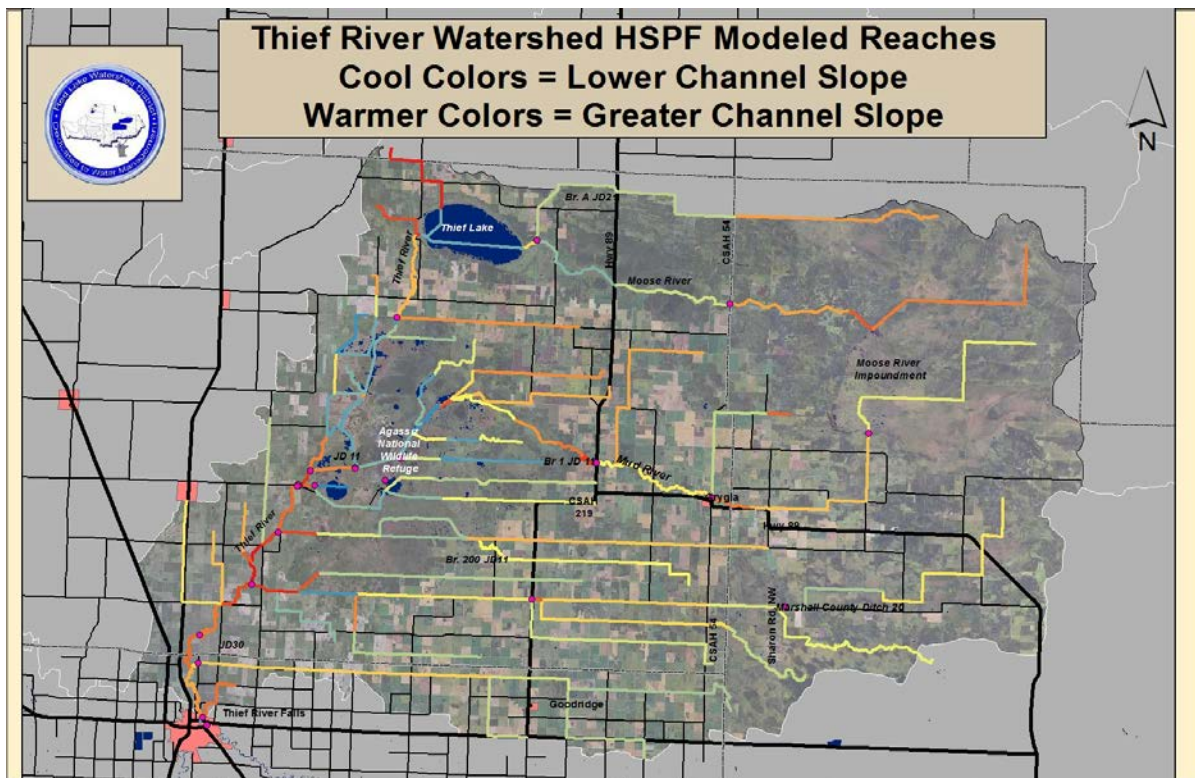 Thief River Watershed HSPF Modeled Reaches
Cool Colors = Lower Channel Slope
Warmer Colors = Greater Channel Slope
N
Br. A JD21
Thief Lake
Thief River
Hwy 89
CSAH 54
Moose River
Moose River
Impoundment
Agassiz
National
Wildlife
Refuge
JD 11
Br 1 JD 11
Mud River
Grygla
CSAH
219
Hwy 89
Thief River
Br. 200 JD11
Marshall County Ditch 20
CSAH 54
Sharon Rd. NW
JD30
Goodridge
Thief River Falls